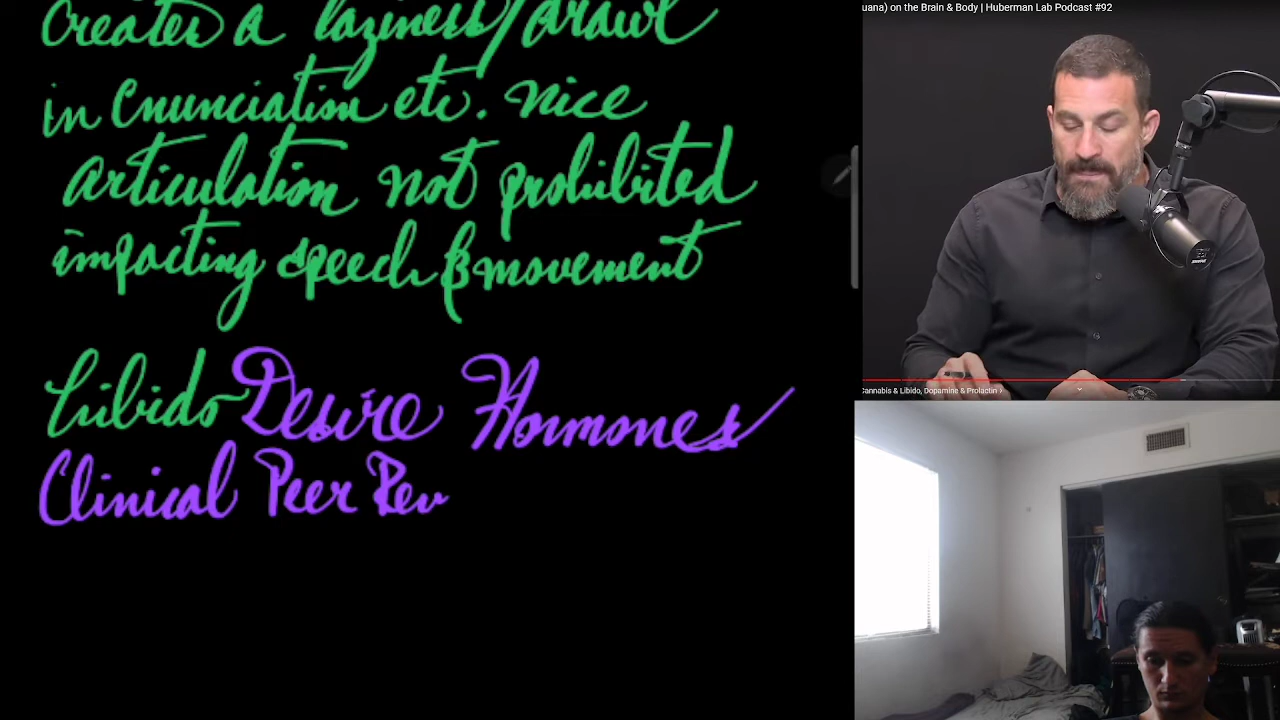 Creates a laziness/drawl
in Enunciation etc. nice
Articulation not prohibited
impacting speech & movement
Libido Desire Hormones
Clinical Peer Rev
uana) on the Brain & Body | Huberman Lab Podcast #92
Cannabis & Libido, Dopamine & Prolactin ›